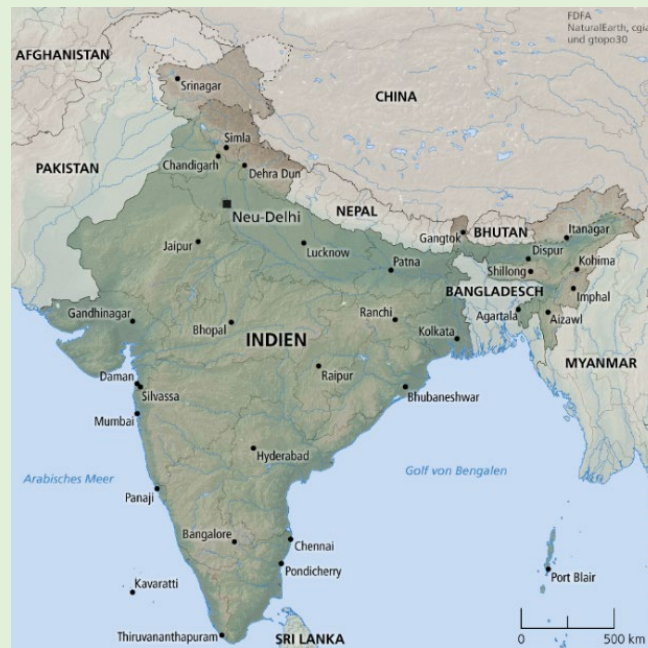 FDFA
NaturalEarth, cgia
und gtopo30
AFGHANISTAN
Srinagar
CHINA
Simla
Chandigarh
Dehra Dun
PAKISTAN
Neu-Delhi
NEPAL
Gangtok
BHUTAN
Itanagar
Jaipur
Lucknow
Dispur
Patna
Shillong
Kohima
BANGLADESCH
Imphal
Gandhinagar
Bhopal
Ranchi
Agartala
Aizawl
INDIEN
Kolkata
MYANMAR
Raipur
Daman
Silvassa
Bhubaneshwar
Mumbai
Hyderabad
Arabisches Meer
Golf von Bengalen
Panaji
Bangalore
Chennai
Pondicherry
Kavaratti
Port Blair
Thiruvananthapuram
SRI LANKA
0 500 km